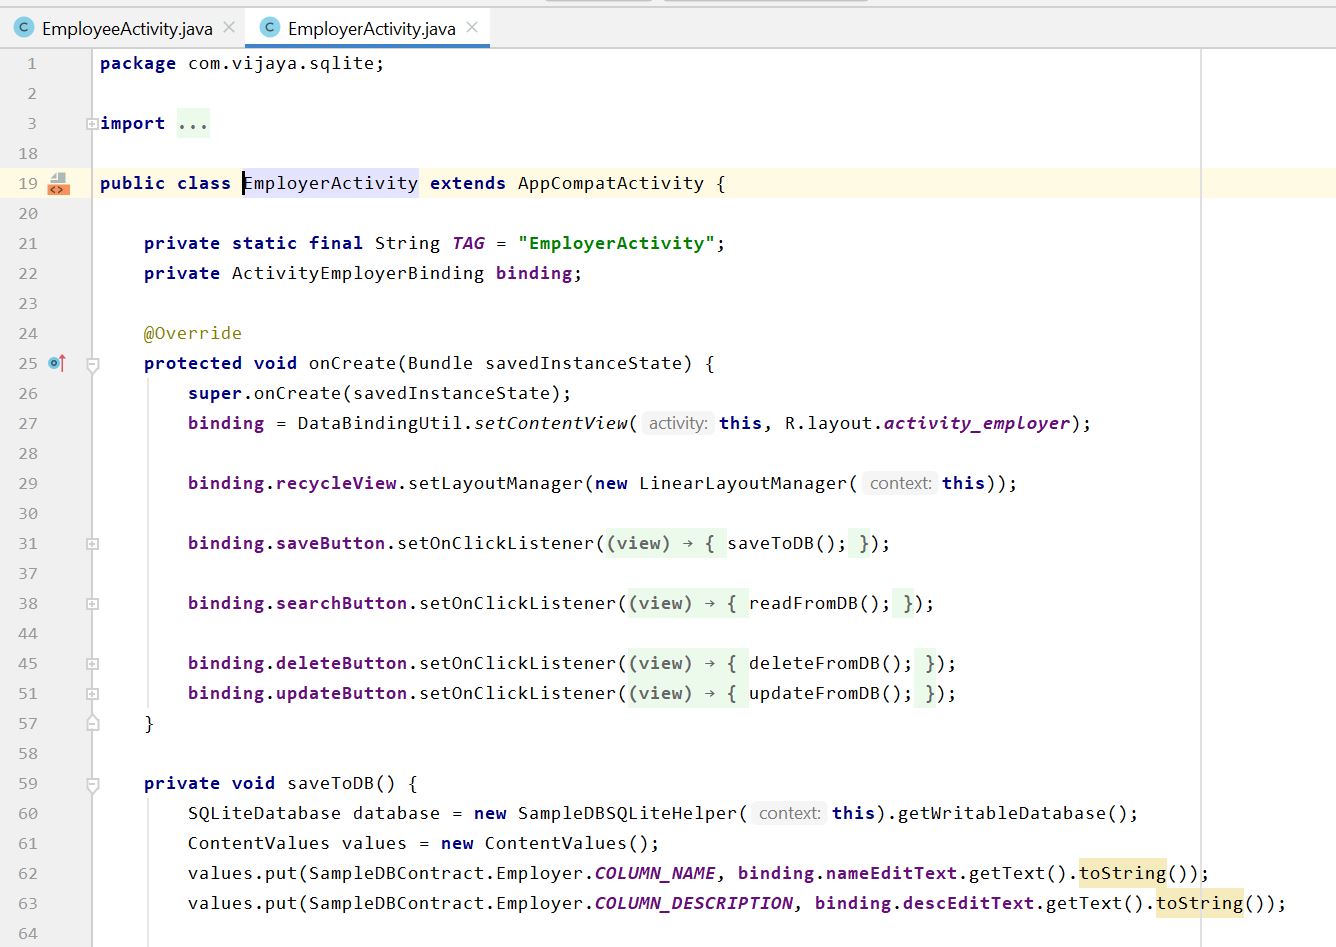 EmployeeActivity.java EmployerActivity.java
1 package com.vijaya.sqlite;
2
3 import ...
18
19 public class EmployerActivity extends AppCompatActivity {
20
21 private static final String TAG = "EmployerActivity";
22 private ActivityEmployerBinding binding;
23
24 @Override
25 protected void onCreate(Bundle savedInstanceState) {
26 super.onCreate(savedInstanceState);
27 binding = DataBindingUtil.setContentView( activity: this, R.layout.activity_employer);
28
29 binding.recycleView.setLayoutManager(new LinearLayoutManager( context: this));
30
31 binding.saveButton.setOnClickListener((view) → { saveToDB(); });
37
38 binding.searchButton.setOnClickListener((view) → { readFromDB(); });
44
45 binding.deleteButton.setOnClickListener((view) → { deleteFromDB(); });
51 binding.updateButton.setOnClickListener((view) → { updateFromDB(); });
57 }
58
59 private void saveToDB() {
60 SQLiteDatabase database = new SampleDBSQLiteHelper( context: this).getWritableDatabase();
61 ContentValues values = new ContentValues();
62 values.put(SampleDBContract.Employer.COLUMN_NAME, binding.nameEditText.getText().toString());
63 values.put(SampleDBContract.Employer.COLUMN_DESCRIPTION, binding.descEditText.getText().toString());
64